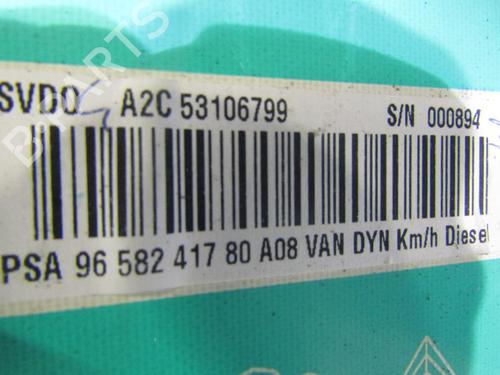 SVDO A2C 53106799 S/N 000894
PSA 96 582 417 80 A08 VAN DYN Km/h Diesel